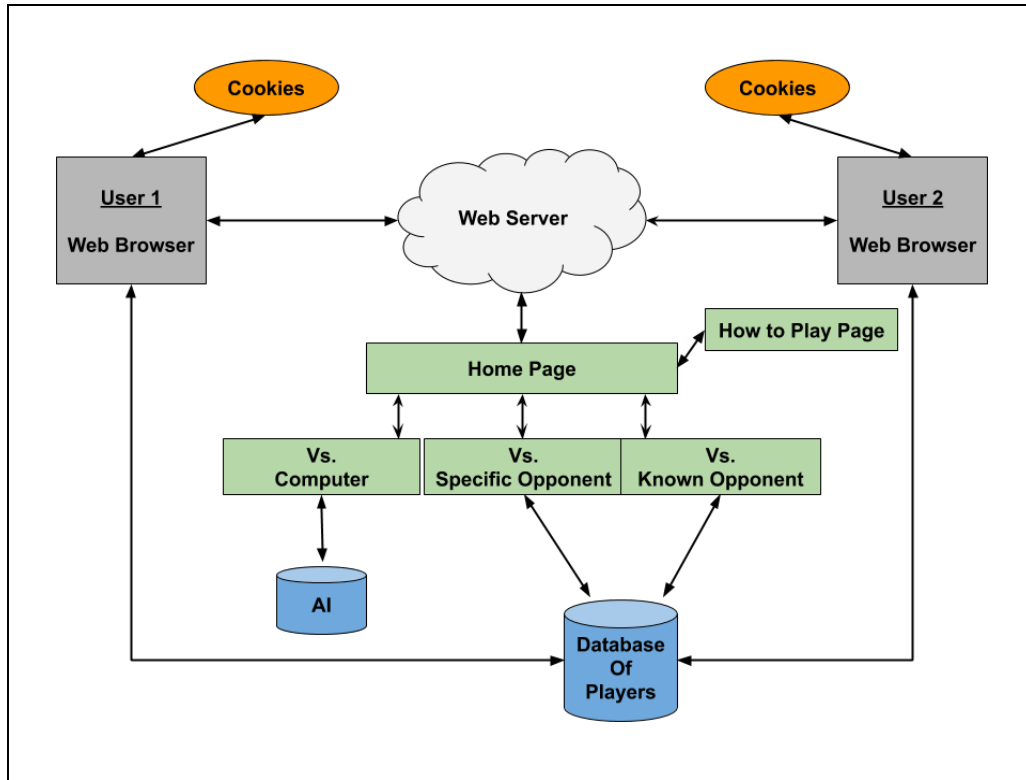 Cookies
Cookies
User 1
Web Browser
Web Server
User 2
Web Browser
How to Play Page
Home Page
Vs.
Computer
Vs.
Specific Opponent
Vs.
Known Opponent
AI
Database
Of
Players